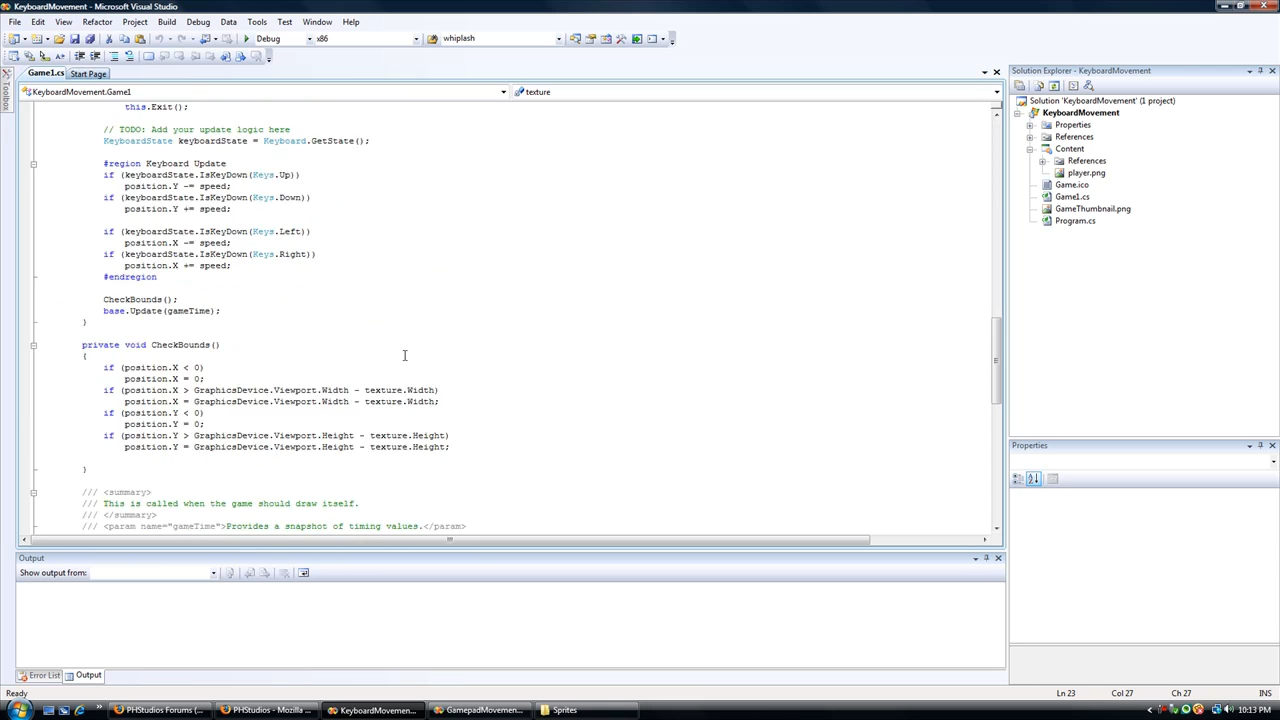 KeyboardMovement - Microsoft Visual Studio
File Edit View Refactor Project Build Debug Data Tools Test Window Help
Debug x86 whiplash
Game1.cs Start Page
KeyboardMovement.Game1 texture
this.Exit();
// TODO: Add your update logic here
KeyboardState keyboardState = Keyboard.GetState();
#region Keyboard Update
if (keyboardState.IsKeyDown(Keys.Up))
position.Y -= speed;
if (keyboardState.IsKeyDown(Keys.Down))
position.Y += speed;
if (keyboardState.IsKeyDown(Keys.Left))
position.X -= speed;
if (keyboardState.IsKeyDown(Keys.Right))
position.X += speed;
#endregion
CheckBounds();
base.Update(gameTime);
}
private void CheckBounds()
{
if (position.X < 0)
position.X = 0;
if (position.X > GraphicsDevice.Viewport.Width - texture.Width)
position.X = GraphicsDevice.Viewport.Width - texture.Width;
if (position.Y < 0)
position.Y = 0;
if (position.Y > GraphicsDevice.Viewport.Height - texture.Height)
position.Y = GraphicsDevice.Viewport.Height - texture.Height;
}
/// <summary>
/// This is called when the game should draw itself.
/// </summary>
/// <param name="gameTime">Provides a snapshot of timing values.</param>
Toolbox
Solution Explorer - KeyboardMovement
Solution 'KeyboardMovement' (1 project)
KeyboardMovement
Properties
References
Content
References
player.png
Game.ico
Game1.cs
GameThumbnail.png
Program.cs
Properties
Output
Show output from:
Error List Output
Ready Ln 23 Col 27 Ch 27 INS
PHStudios Forums (... PHStudios - Mozilla ... KeyboardMovemen... GamepadMovemen... Sprites 10:13 PM